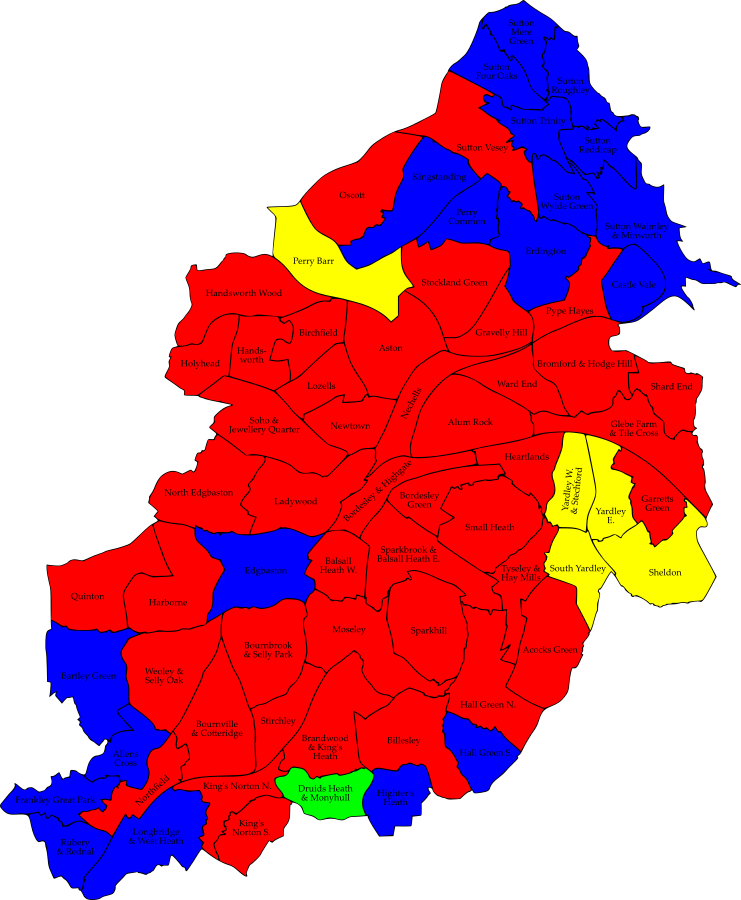 Sutton
Mere
Green
Sutton
Four Oaks
Sutton
Roughley
Sutton Trinity
Sutton
Reddicap
Sutton Vesey
Kingstanding
Oscott
Sutton
Wylde Green
Perry
Common
Sutton Walmley
& Minworth
Erdington
Perry Barr
Castle Vale
Stockland Green
Handsworth Wood
Pype Hayes
Birchfield
Gravelly Hill
Aston
Hands-
worth
Holyhead
Bromford & Hodge Hill
Lozells
Ward End
Shard End
Nechells
Soho &
Jewellery Quarter
Newtown
Alum Rock
Glebe Farm
& Tile Cross
Heartlands
Bordesley & Highgate
Yardley W.
& Stechford
North Edgbaston
Ladywood
Bordesley
Green
Garretts
Green
Yardley
E.
Small Heath
Sparkbrook &
Balsall Heath E.
Balsall
Heath W.
Edgbaston
Tyseley &
Hay Mills
South Yardley
Sheldon
Quinton
Harborne
Moseley
Sparkhill
Bournbrook
& Selly Park
Acocks Green
Bartley Green
Weoley &
Selly Oak
Hall Green N.
Bournville
& Cotteridge
Stirchley
Brandwood
& King's
Heath
Billesley
Hall Green S.
Allens
Cross
Northfield
King's Norton N.
Druids Heath
& Monyhull
Highter's
Heath
Frankley Great Park
King's
Norton S.
Longbridge
& West Heath
Rubery
& Rednal